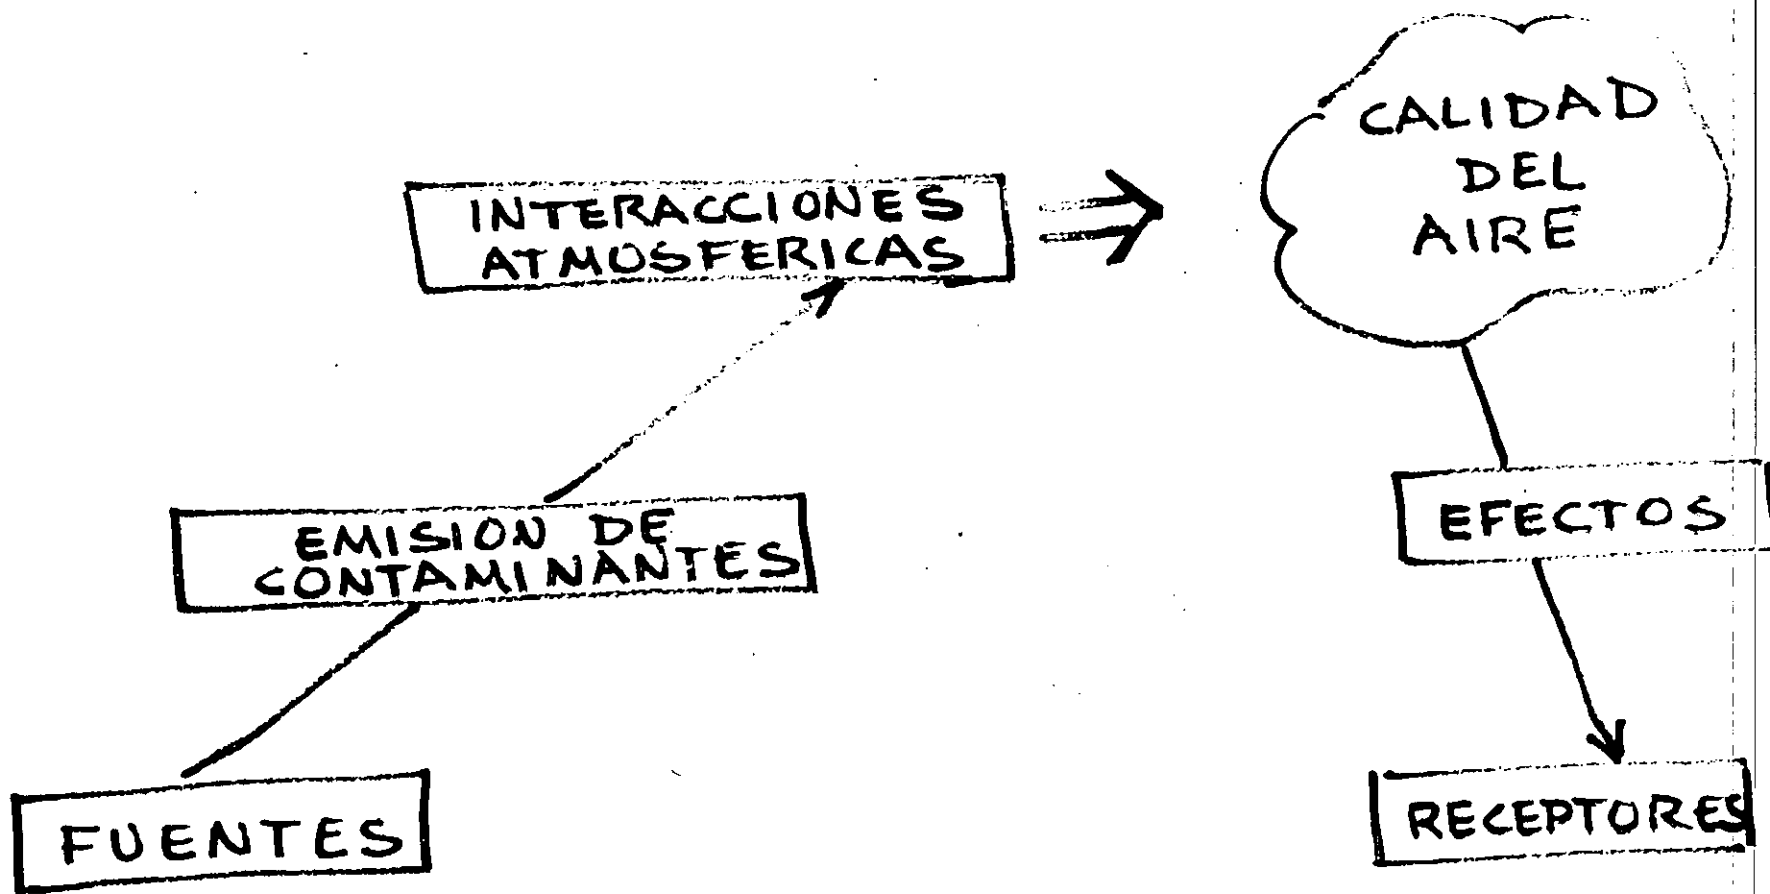 CALIDAD
DEL
AIRE
INTERACCIONES
ATMOSFERICAS
EMISION DE
CONTAMINANTES
EFECTOS
FUENTES
RECEPTORES